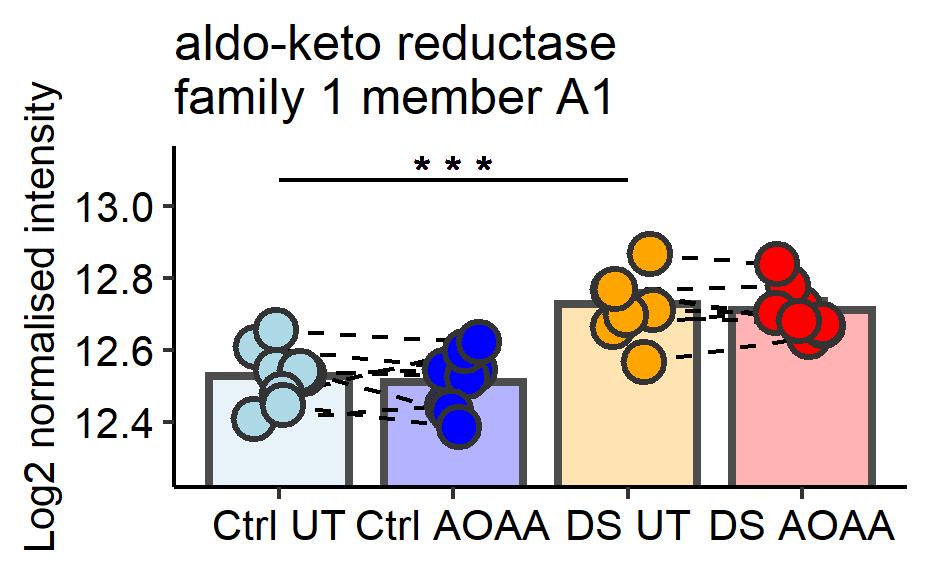 aldo-keto reductase
family 1 member A1
***
Log2 normalised intensity
13.0
12.8
12.6
12.4
Ctrl UT Ctrl AOAA DS UT DS AOAA